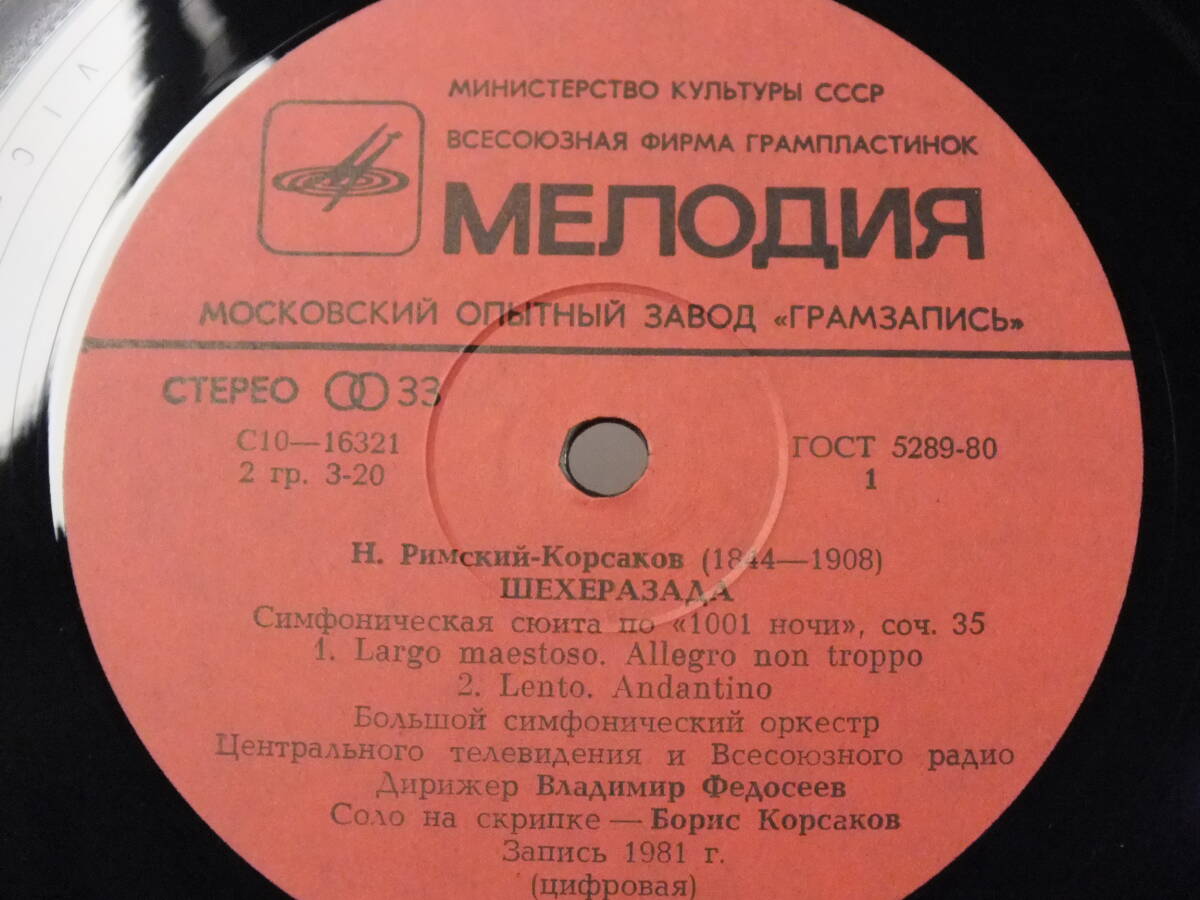 МИНИСТЕРСТВО КУЛЬТУРЫ СССР
ВСЕСОЮЗНАЯ ФИРМА ГРАМПЛАСТИНОК
МЕЛОДИЯ
МОСКОВСКИЙ ОПЫТНЫЙ ЗАВОД «ГРАМЗАПИСЬ»
СТЕРЕО 33
С10—16321
2 гр. 3-20
ГОСТ 5289-80
1
Н. Римский-Корсаков (1844—1908)
ШЕХЕРАЗАДА
Симфоническая сюита по «1001 ночи», соч. 35
1. Largo maestoso. Allegro non troppo
2. Lento. Andantino
Большой симфонический оркестр
Центрального телевидения и Всесоюзного радио
Дирижер Владимир Федосеев
Соло на скрипке — Борис Корсаков
Запись 1981 г.
(цифровая)